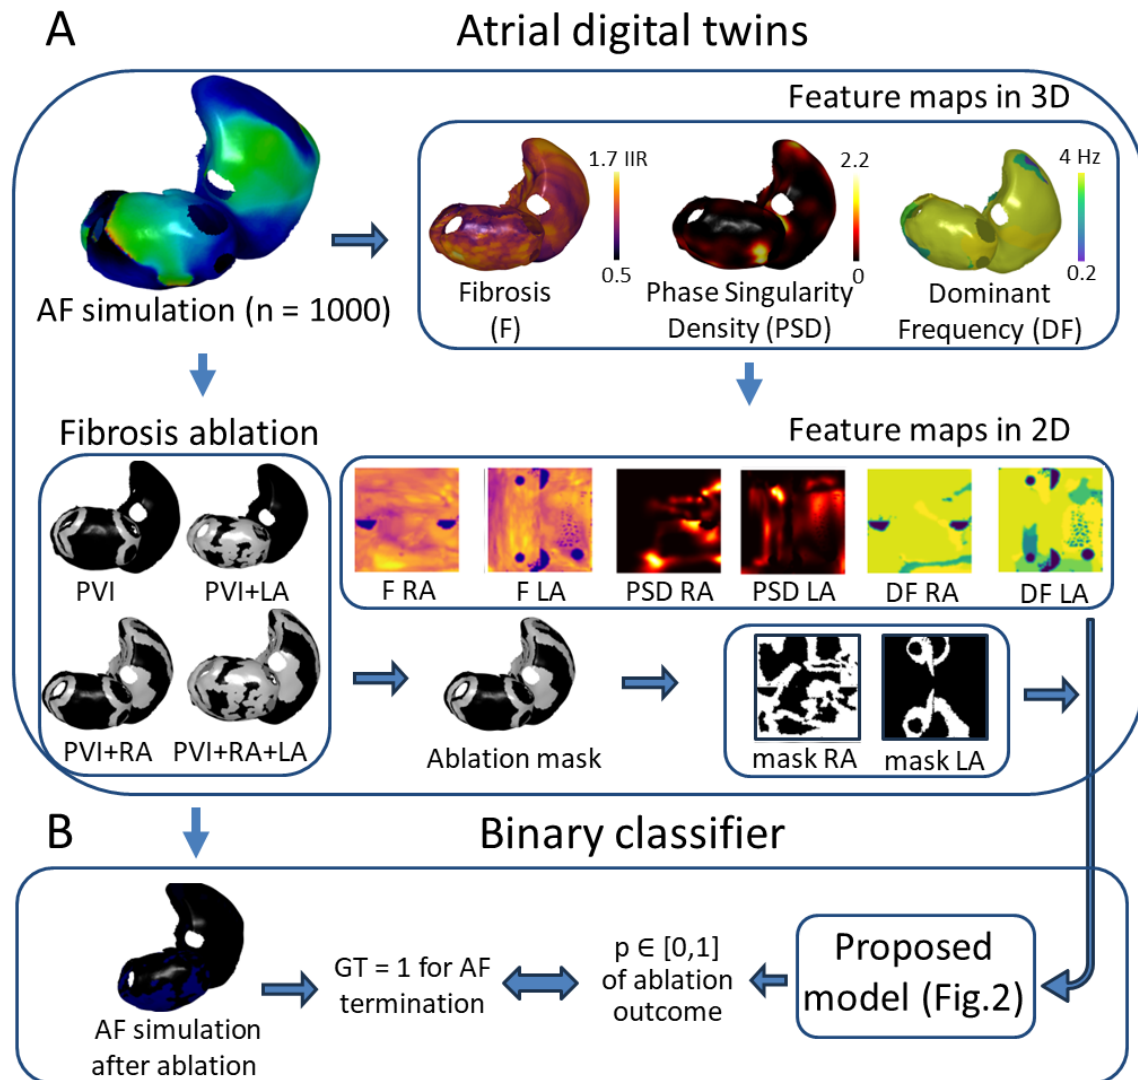 A
Atrial digital twins
Feature maps in 3D
1.7 IIR
0.5
2.2
0
4 Hz
0.2
AF simulation (n = 1000)
Fibrosis
(F)
Phase Singularity
Density (PSD)
Dominant
Frequency (DF)
Fibrosis ablation
Feature maps in 2D
PVI
PVI+LA
PVI+RA
PVI+RA+LA
F RA
F LA
PSD RA
PSD LA
DF RA
DF LA
Ablation mask
mask RA
mask LA
B
Binary classifier
AF simulation
after ablation
GT = 1 for AF
termination
p ∈ [0,1]
of ablation
outcome
Proposed
model (Fig.2)